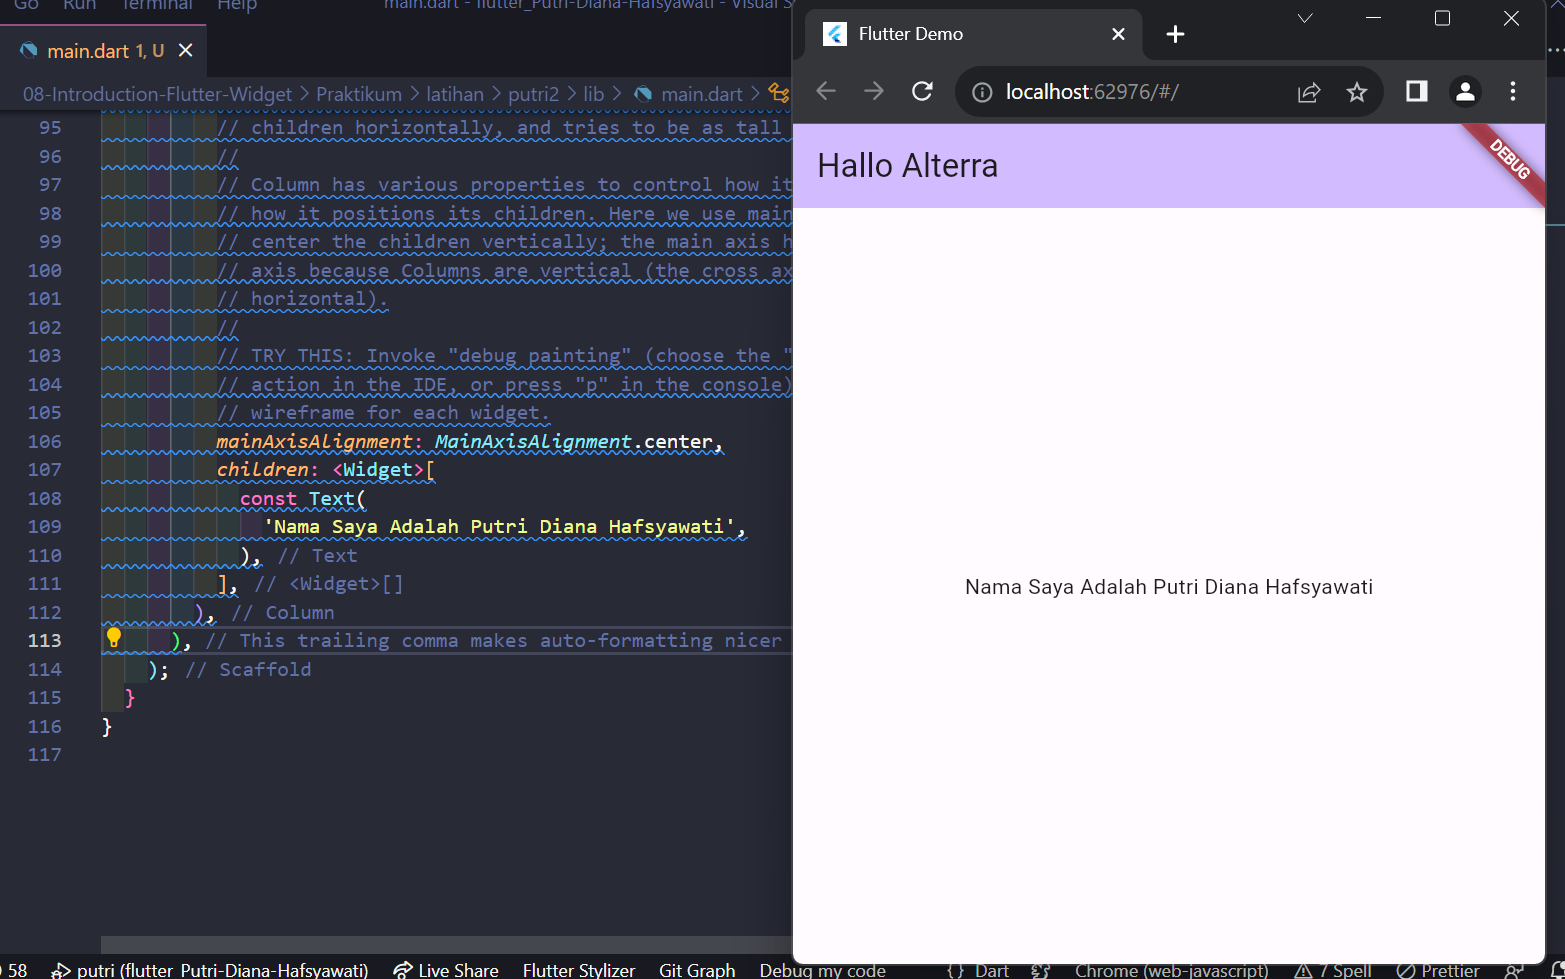 Go Run Terminal Help
main.dart - flutter_Putri-Diana-Hafsyawati - Visual S
main.dart 1, U
08-Introduction-Flutter-Widget > Praktikum > latihan > putri2 > lib > main.dart >
95 // children horizontally, and tries to be as tall
96 //
97 // Column has various properties to control how it
98 // how it positions its children. Here we use main
99 // center the children vertically; the main axis h
100 // axis because Columns are vertical (the cross ax
101 // horizontal).
102 //
103 // TRY THIS: Invoke "debug painting" (choose the "
104 // action in the IDE, or press "p" in the console)
105 // wireframe for each widget.
106 mainAxisAlignment: MainAxisAlignment.center,
107 children: <Widget>[
108 const Text(
109 'Nama Saya Adalah Putri Diana Hafsyawati',
110 ), // Text
111 ], // <Widget>[]
112 ), // Column
113 ), // This trailing comma makes auto-formatting nicer
114 ); // Scaffold
115 }
116 }
117
58 putri (flutter_Putri-Diana-Hafsyawati) Live Share Flutter Stylizer Git Graph Debug my code {} Dart Chrome (web-javascript) 7 Spell Prettier
Flutter Demo
localhost:62976/#/
Hallo Alterra
DEBUG
Nama Saya Adalah Putri Diana Hafsyawati